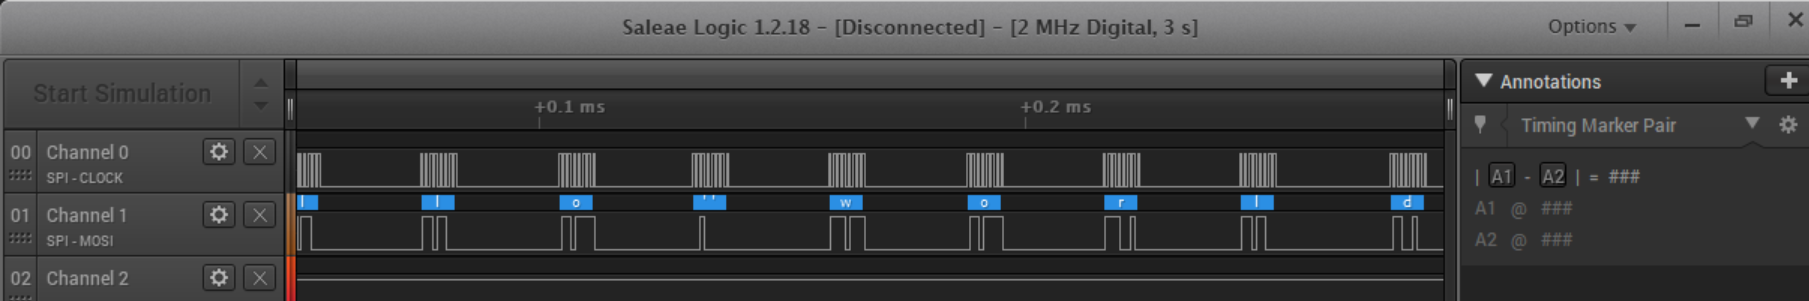 Saleae Logic 1.2.18 - [Disconnected] - [2 MHz Digital, 3 s]
Options
Start Simulation
+0.1 ms
+0.2 ms
Annotations
Timing Marker Pair
| A1 - A2 | = ###
A1 @ ###
A2 @ ###
00 Channel 0
SPI - CLOCK
l l o ' ' w o r l d
01 Channel 1
SPI - MOSI
02 Channel 2